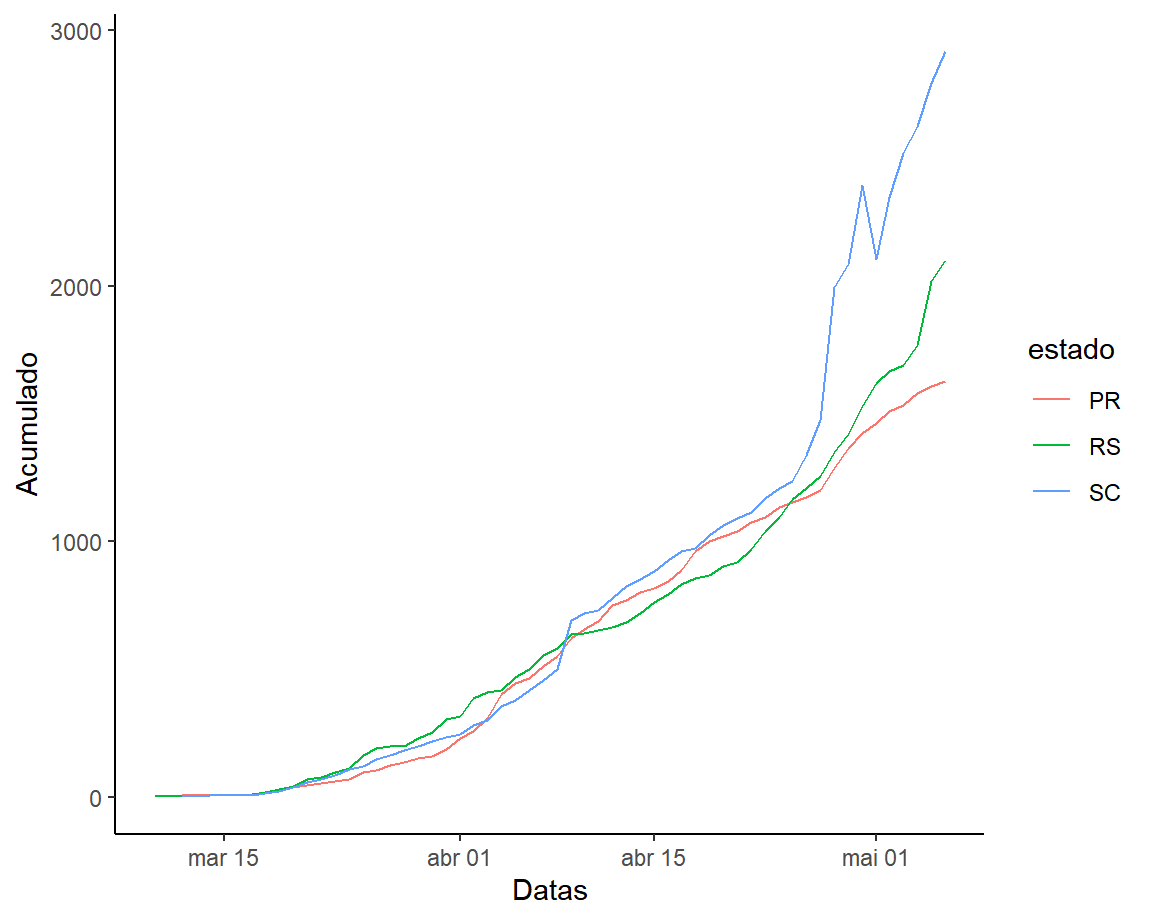 3000
2000
1000
0
Acumulado
mar 15
abr 01
abr 15
mai 01
Datas
estado
PR
RS
SC